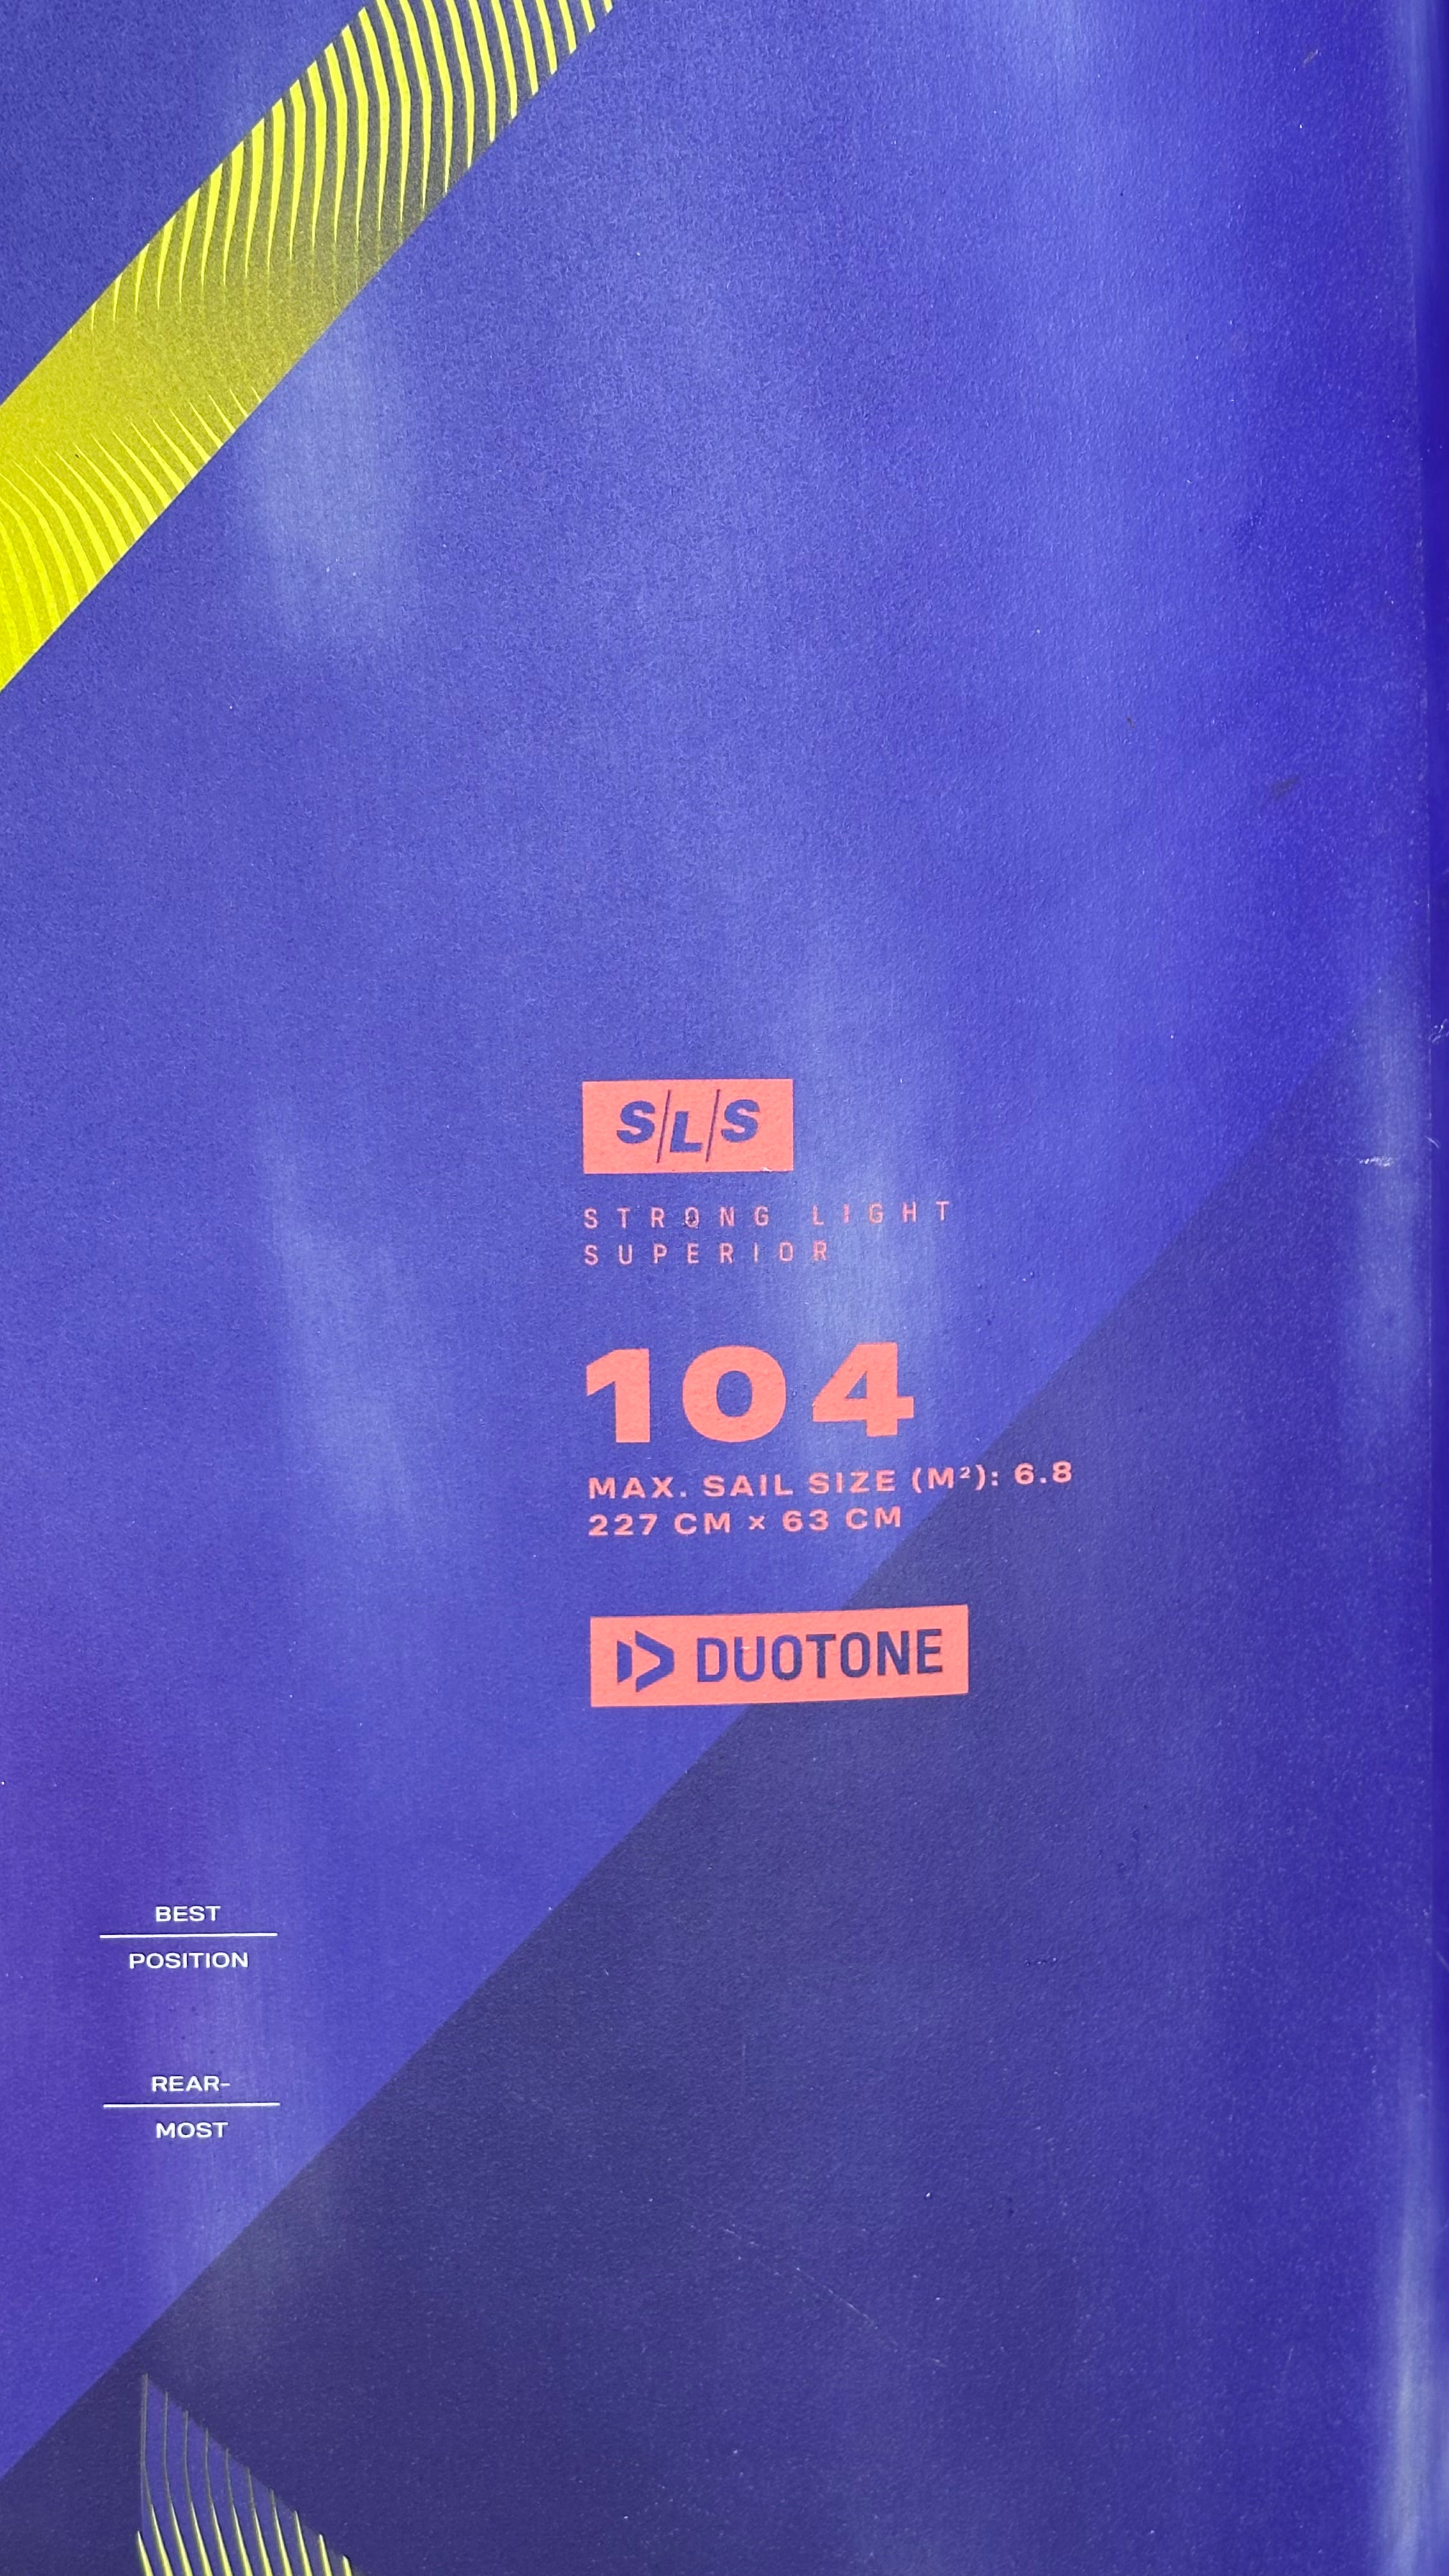 S/L/S
STRONG LIGHT
SUPERIOR
104
MAX. SAIL SIZE (M²): 6.8
227 CM × 63 CM
DUOTONE
BEST
POSITION
REAR-
MOST